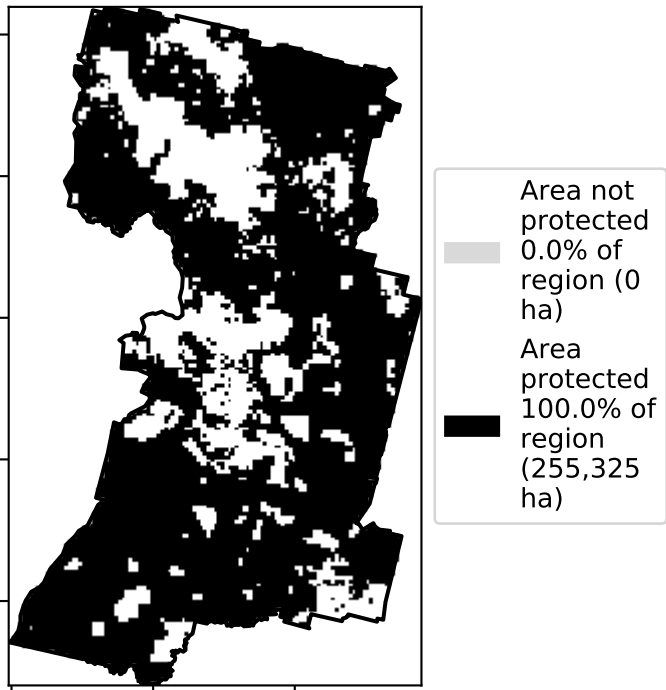 Area not
protected
0.0% of
region (0
ha)
Area
protected
100.0% of
region
(255,325
ha)